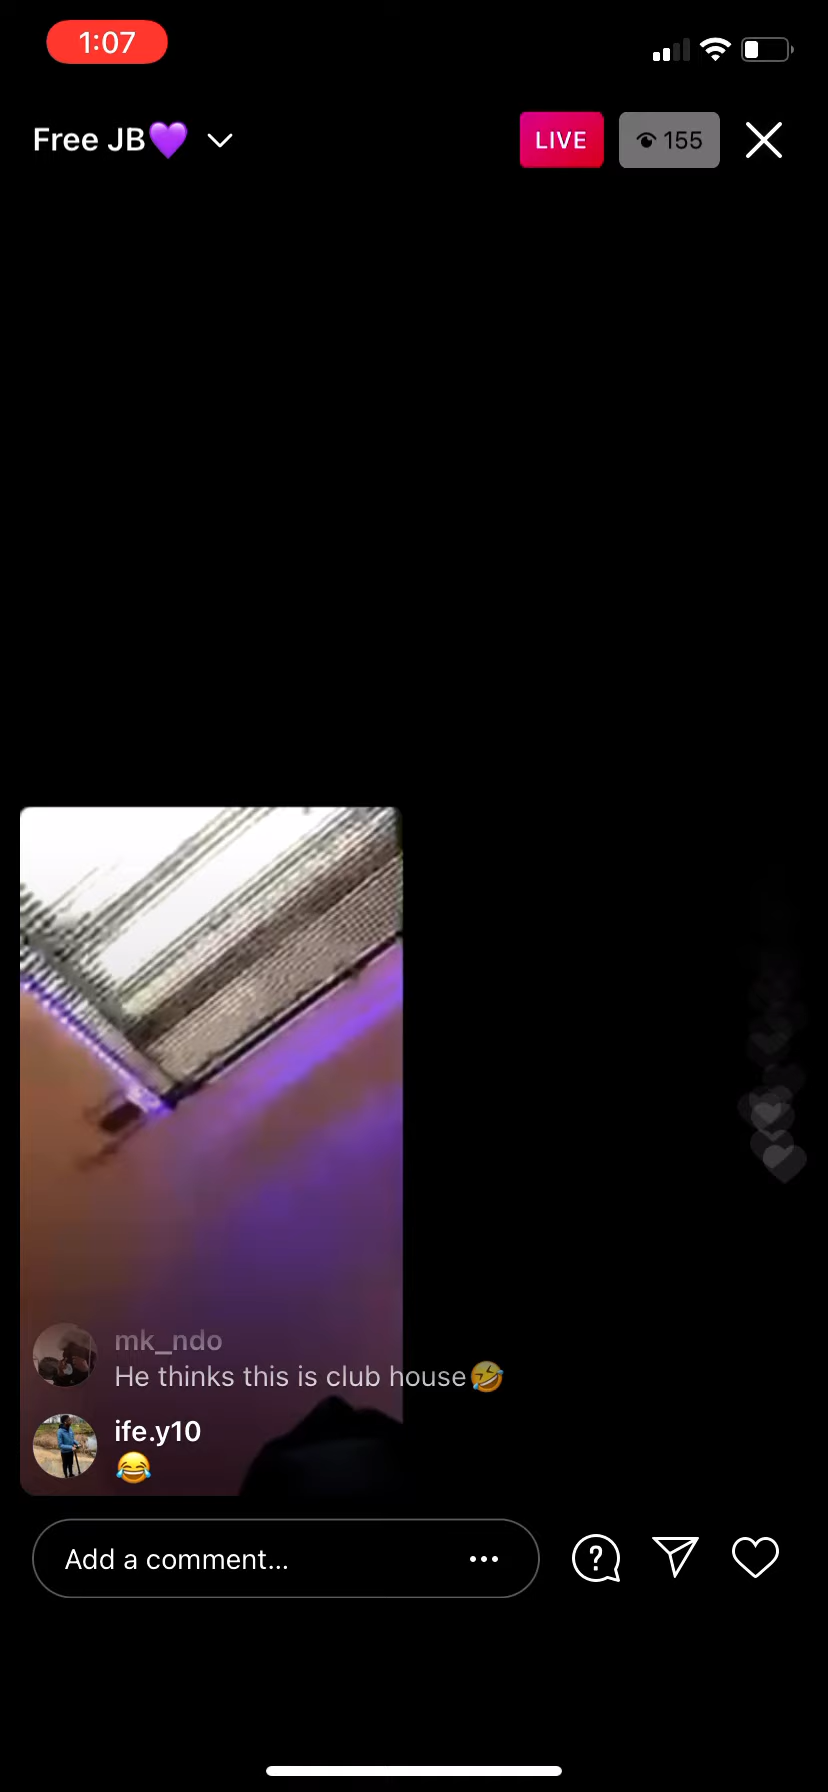 1:07
Free JB💜
LIVE
155
mk_ndo
He thinks this is club house🤣
ife.y10
😂
Add a comment...